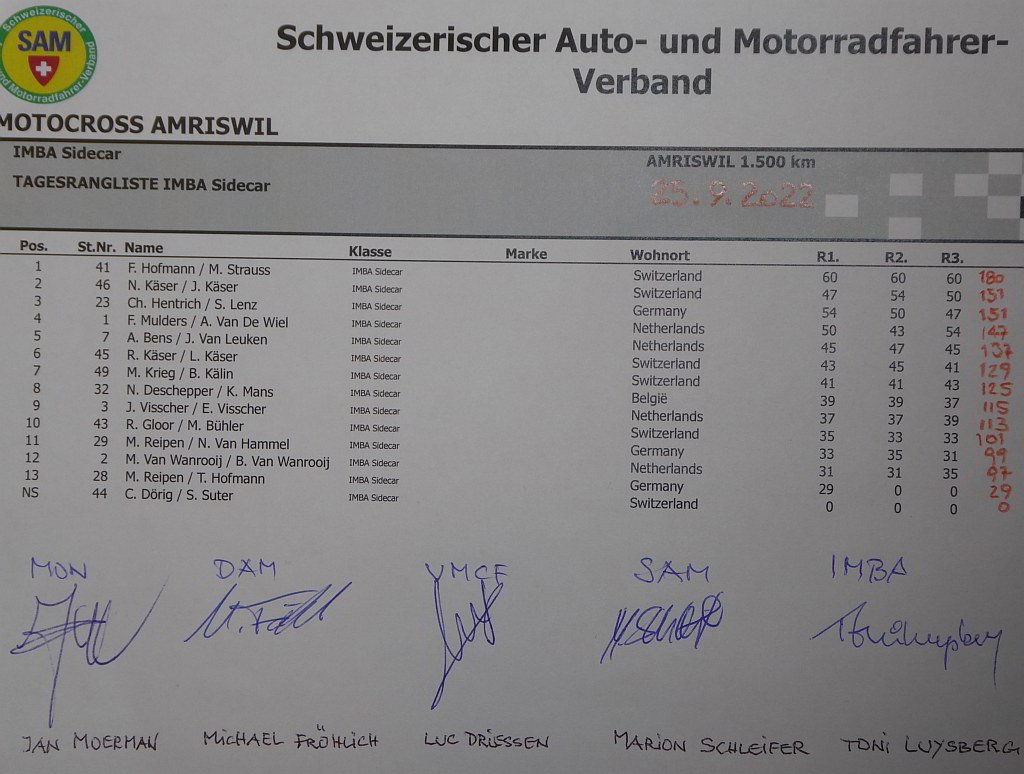 Schweizerischer
SAM
und Motorradfahrer-Verband
Schweizerischer Auto- und Motorradfahrer-
Verband
MOTOCROSS AMRISWIL
IMBA Sidecar AMRISWIL 1.500 km
TAGESRANGLISTE IMBA Sidecar 25.9.2022
Pos. St.Nr. Name Klasse Marke Wohnort R1. R2. R3.
1 41 F. Hofmann / M. Strauss IMBA Sidecar Switzerland 60 60 60 180
2 46 N. Käser / J. Käser IMBA Sidecar Switzerland 47 54 50 151
3 23 Ch. Hentrich / S. Lenz IMBA Sidecar Germany 54 50 47 151
4 1 F. Mulders / A. Van De Wiel IMBA Sidecar Netherlands 50 43 54 147
5 7 A. Bens / J. Van Leuken IMBA Sidecar Netherlands 45 47 45 137
6 45 R. Käser / L. Käser IMBA Sidecar Switzerland 43 45 41 129
7 49 M. Krieg / B. Kälin IMBA Sidecar Switzerland 41 41 43 125
8 32 N. Deschepper / K. Mans IMBA Sidecar België 39 39 37 115
9 3 J. Visscher / E. Visscher IMBA Sidecar Netherlands 37 37 39 113
10 43 R. Gloor / M. Bühler IMBA Sidecar Switzerland 35 33 33 101
11 29 M. Reipen / N. Van Hammel IMBA Sidecar Germany 33 35 31 99
12 2 M. Van Wanrooij / B. Van Wanrooij IMBA Sidecar Netherlands 31 31 35 97
13 28 M. Reipen / T. Hofmann IMBA Sidecar Germany 29 0 0 29
NS 44 C. Dörig / S. Suter IMBA Sidecar Switzerland 0 0 0 0
MON DAM VMCF SAM IMBA
JAN MOERMAN MICHAEL FRÖHLICH LUC DRIESSEN MARION SCHLEIFER TONI LUYSBERG